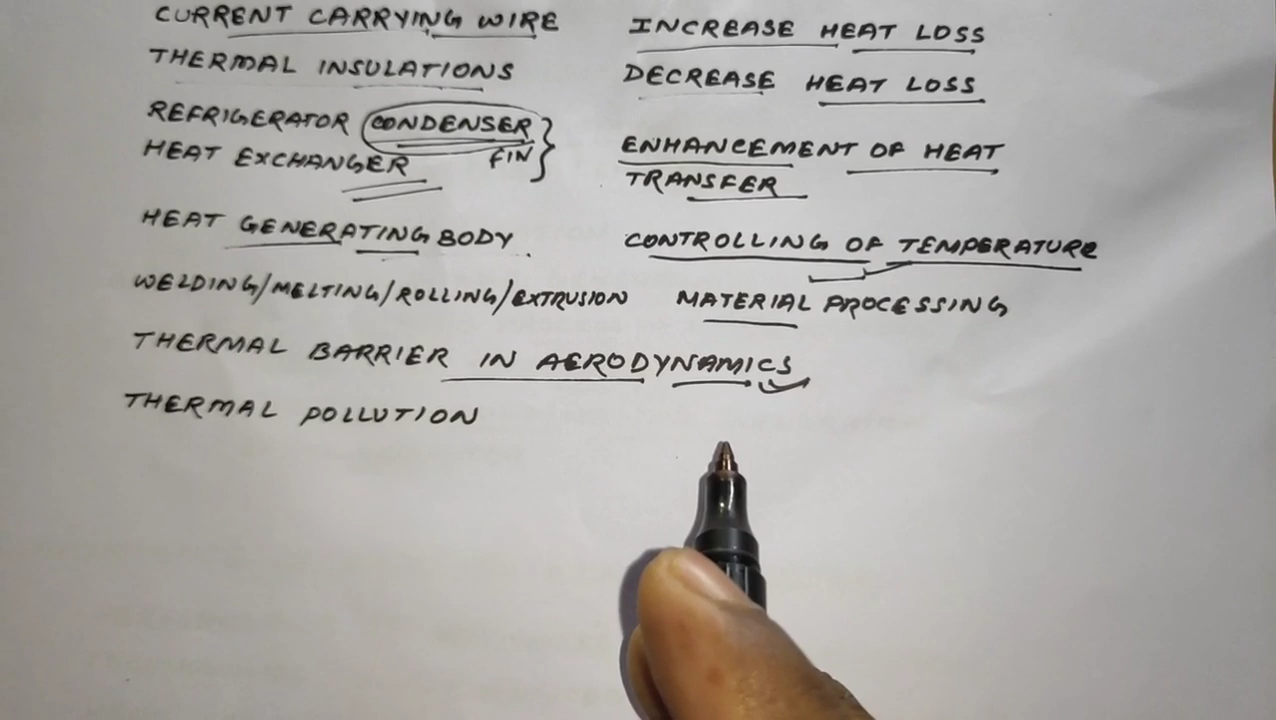 CURRENT CARRYING WIRE INCREASE HEAT LOSS
THERMAL INSULATIONS DECREASE HEAT LOSS
REFRIGERATOR CONDENSER
HEAT EXCHANGER FIN
ENHANCEMENT OF HEAT
TRANSFER
HEAT GENERATING BODY. CONTROLLING OF TEMPERATURE
WELDING/MELTING/ROLLING/EXTRUSION MATERIAL PROCESSING
THERMAL BARRIER IN AERODYNAMICS
THERMAL POLLUTION